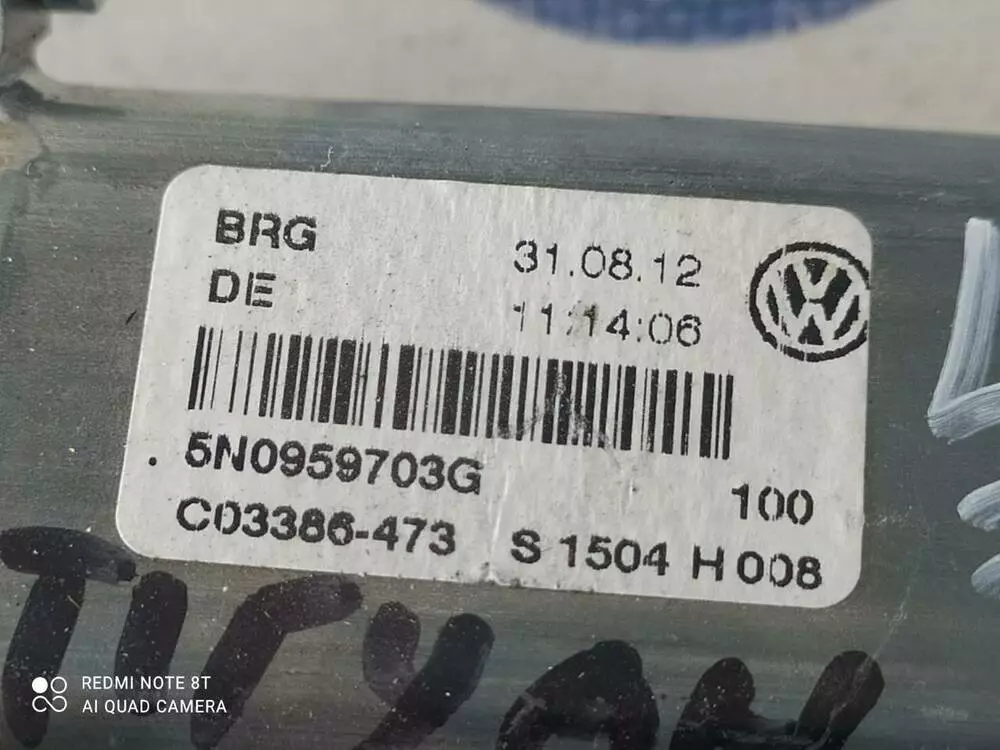 BRG
31.08.12
DE
11:14:06
5N0959703G
100
C03386-473 S 1504 H 008
REDMI NOTE 8T
AI QUAD CAMERA